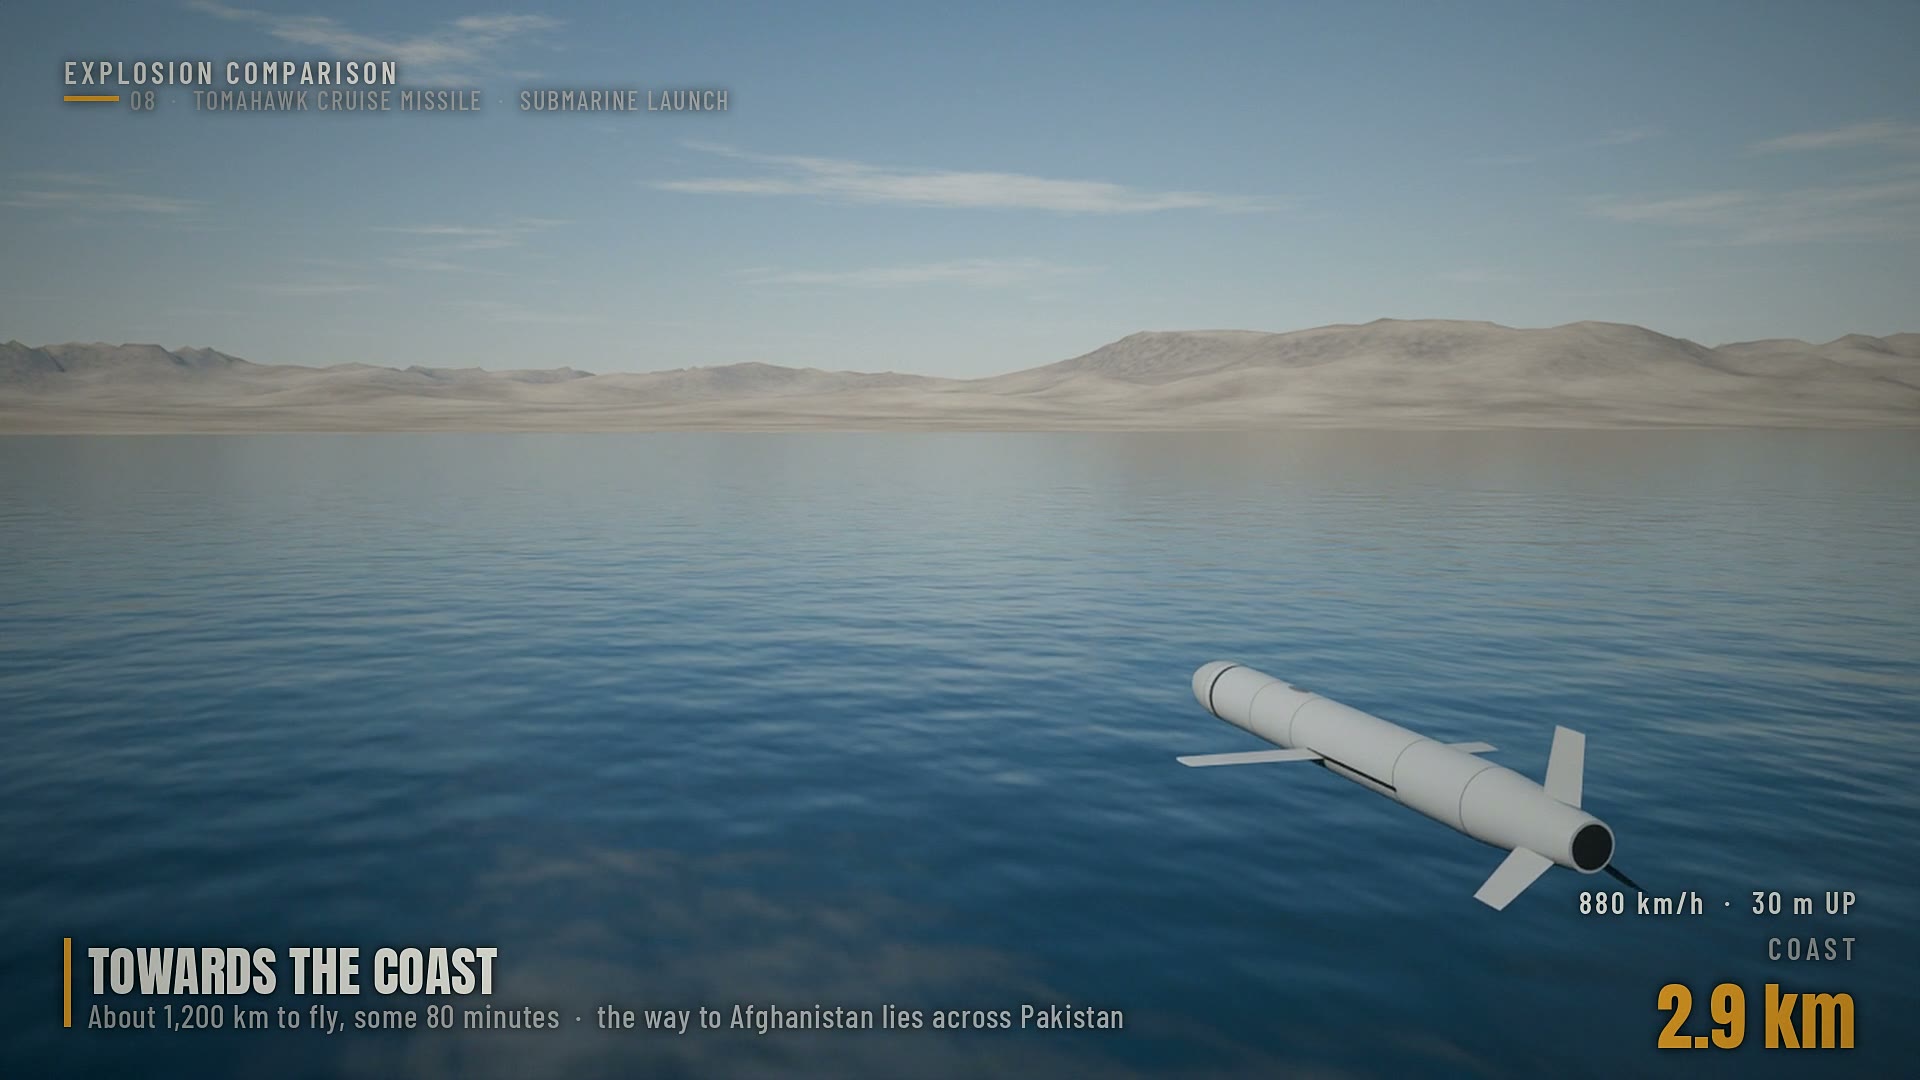 EXPLOSION COMPARISON
08 · TOMAHAWK CRUISE MISSILE · SUBMARINE LAUNCH
880 km/h · 30 m UP
COAST
2.9 km
TOWARDS THE COAST
About 1,200 km to fly, some 80 minutes · the way to Afghanistan lies across Pakistan